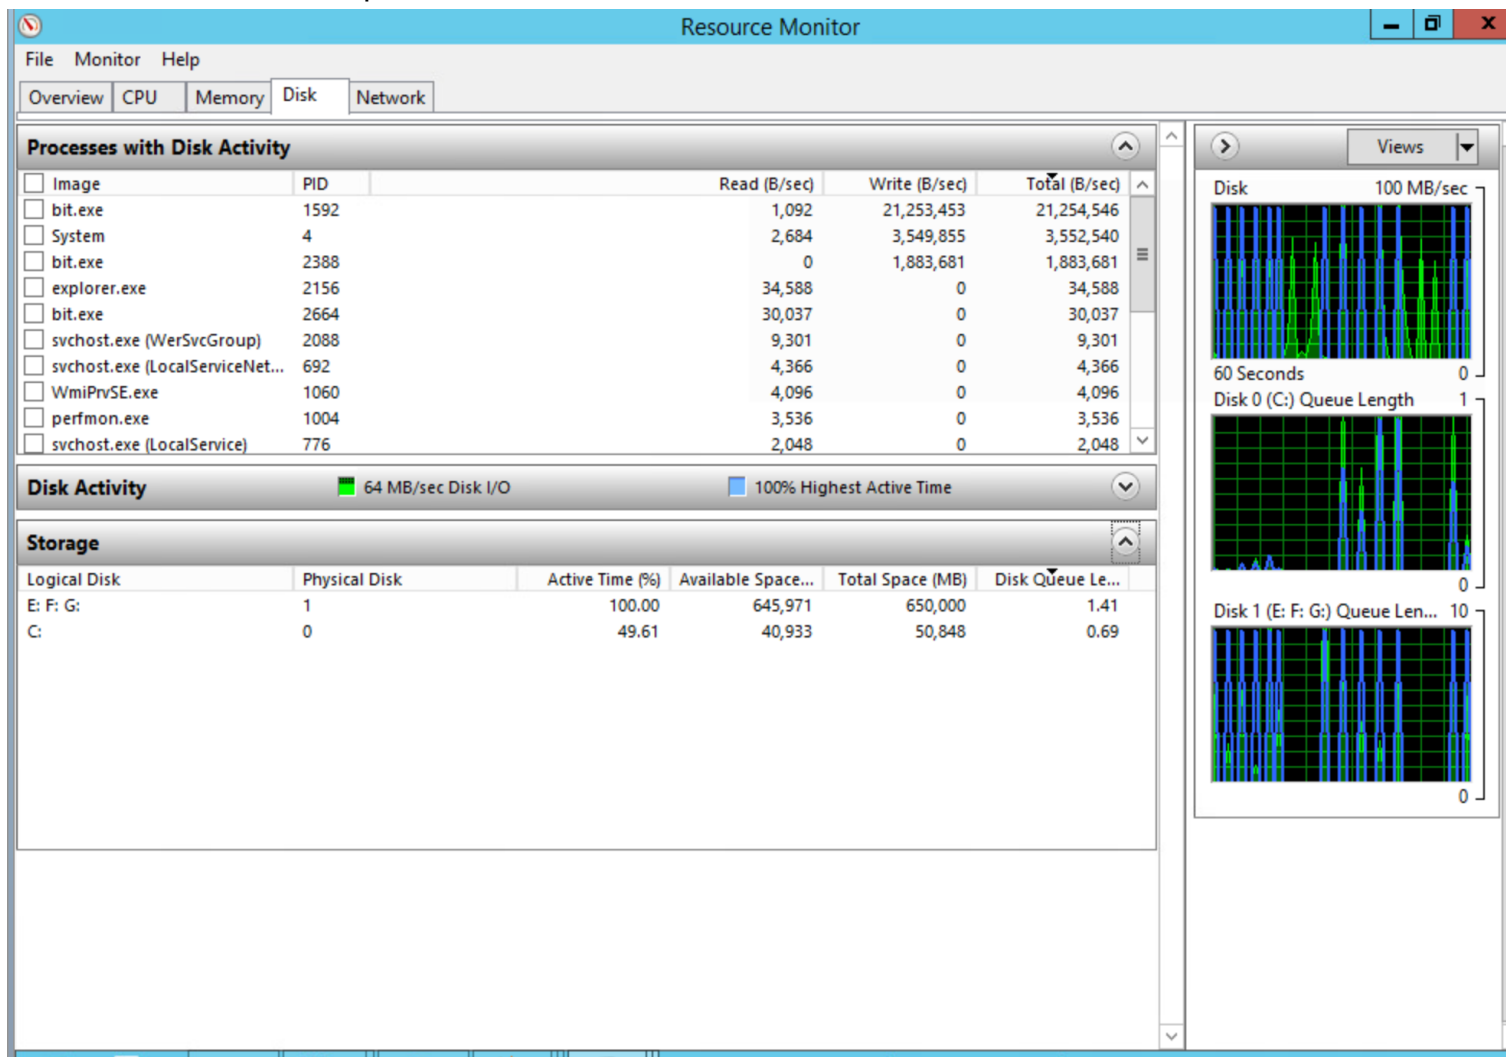 Resource Monitor
File Monitor Help
Overview CPU Memory Disk Network
Processes with Disk Activity
Image PID Read (B/sec) Write (B/sec) Total (B/sec)
bit.exe 1592 1,092 21,253,453 21,254,546
System 4 2,684 3,549,855 3,552,540
bit.exe 2388 0 1,883,681 1,883,681
explorer.exe 2156 34,588 0 34,588
bit.exe 2664 30,037 0 30,037
svchost.exe (WerSvcGroup) 2088 9,301 0 9,301
svchost.exe (LocalServiceNet... 692 4,366 0 4,366
WmiPrvSE.exe 1060 4,096 0 4,096
perfmon.exe 1004 3,536 0 3,536
svchost.exe (LocalService) 776 2,048 0 2,048
Disk Activity 64 MB/sec Disk I/O 100% Highest Active Time
Storage
Logical Disk Physical Disk Active Time (%) Available Space... Total Space (MB) Disk Queue Le...
E: F: G: 1 100.00 645,971 650,000 1.41
C: 0 49.61 40,933 50,848 0.69
Views
Disk 100 MB/sec
60 Seconds 0
Disk 0 (C:) Queue Length 1
0
Disk 1 (E: F: G:) Queue Len... 10
0